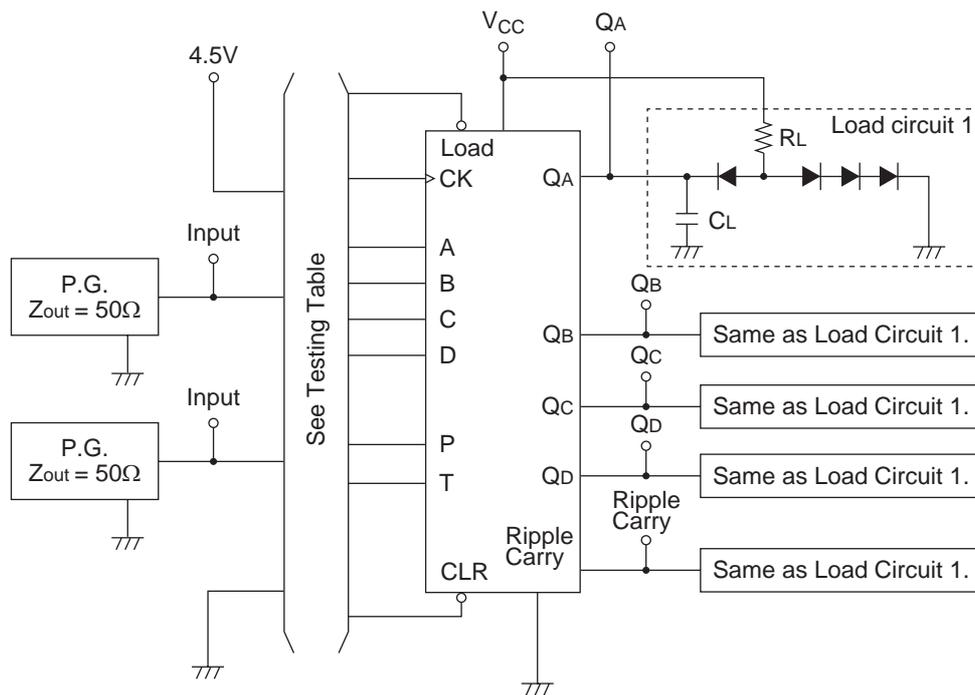 VCC
QA
4.5V
Load circuit 1
RL
Load
CK
QA
CL
Input
A
P.G.
Zout = 50Ω
B
QB
C
QB
Same as Load Circuit 1.
D
QC
See Testing Table
Input
QC
Same as Load Circuit 1.
QD
P.G.
Zout = 50Ω
P
QD
Same as Load Circuit 1.
T
Ripple
Carry
Ripple
Carry
CLR
Same as Load Circuit 1.